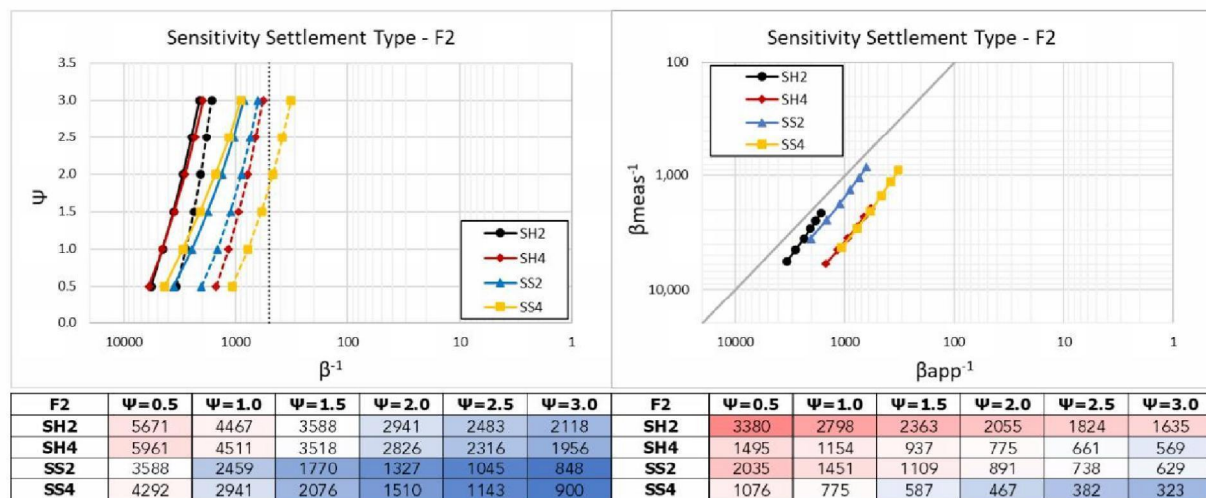 Sensitivity Settlement Type - F2
3.5
3.0
2.5
2.0
1.5
1.0
0.5
0.0
Ψ
10000 1000 100 10 1
β⁻¹
SH2
SH4
SS2
SS4
Sensitivity Settlement Type - F2
100
1,000
10,000
βmeas⁻¹
10000 1000 100 10 1
βapp⁻¹
SH2
SH4
SS2
SS4
F2 Ψ=0.5 Ψ=1.0 Ψ=1.5 Ψ=2.0 Ψ=2.5 Ψ=3.0
SH2 5671 4467 3588 2941 2483 2118
SH4 5961 4511 3518 2826 2316 1956
SS2 3588 2459 1770 1327 1045 848
SS4 4292 2941 2076 1510 1143 900
F2 Ψ=0.5 Ψ=1.0 Ψ=1.5 Ψ=2.0 Ψ=2.5 Ψ=3.0
SH2 3380 2798 2363 2055 1824 1635
SH4 1495 1154 937 775 661 569
SS2 2035 1451 1109 891 738 629
SS4 1076 775 587 467 382 323